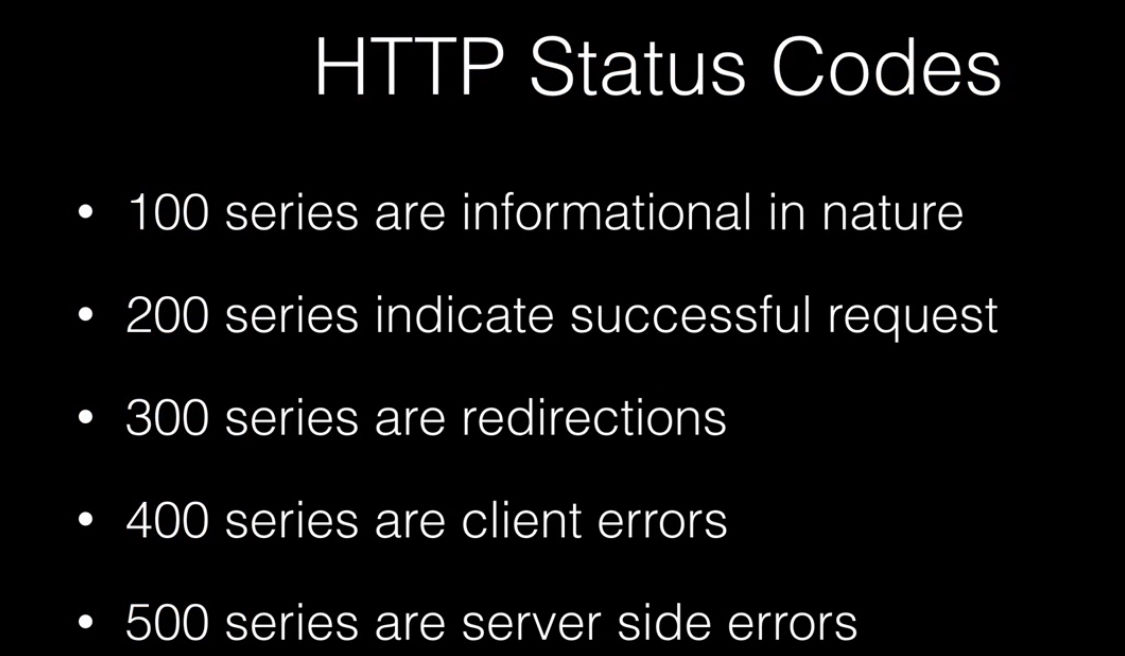 HTTP Status Codes
• 100 series are informational in nature
• 200 series indicate successful request
• 300 series are redirections
• 400 series are client errors
• 500 series are server side errors